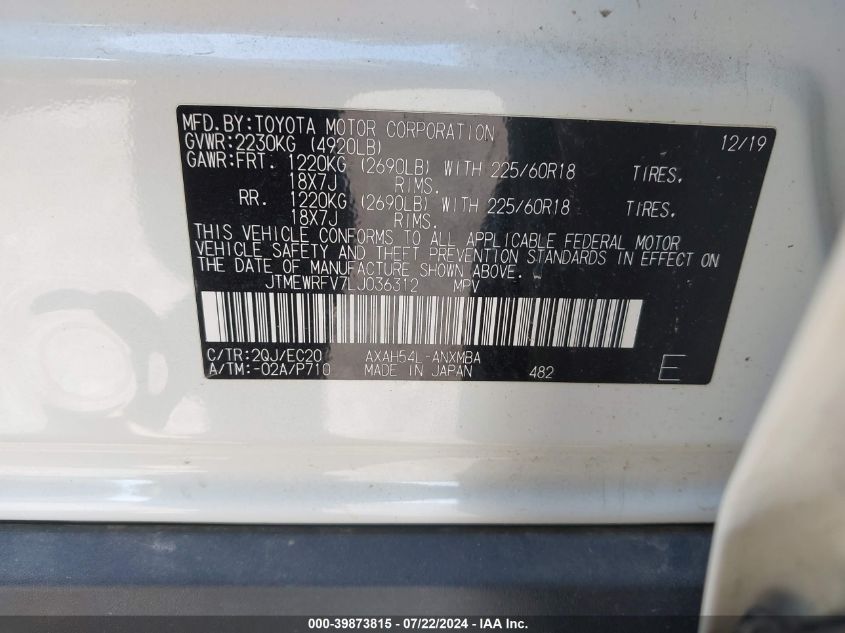 MFD.BY:TOYOTA MOTOR CORPORATION 12/19
GVWR:2230KG (4920LB)
GAWR:FRT. 1220KG (2690LB) WITH 225/60R18 TIRES,
18X7J RIMS.
RR. 1220KG (2690LB) WITH 225/60R18 TIRES,
18X7J RIMS.
THIS VEHICLE CONFORMS TO ALL APPLICABLE FEDERAL MOTOR
VEHICLE SAFETY AND THEFT PREVENTION STANDARDS IN EFFECT ON
THE DATE OF MANUFACTURE SHOWN ABOVE.
JTMEWRFV7LJ036312 MPV
C/TR:2QJ/EC20 AXAH54L-ANXMBA
A/TM:-02A/P710 MADE IN JAPAN 482 E
000-39873815 - 07/22/2024 - IAA Inc.